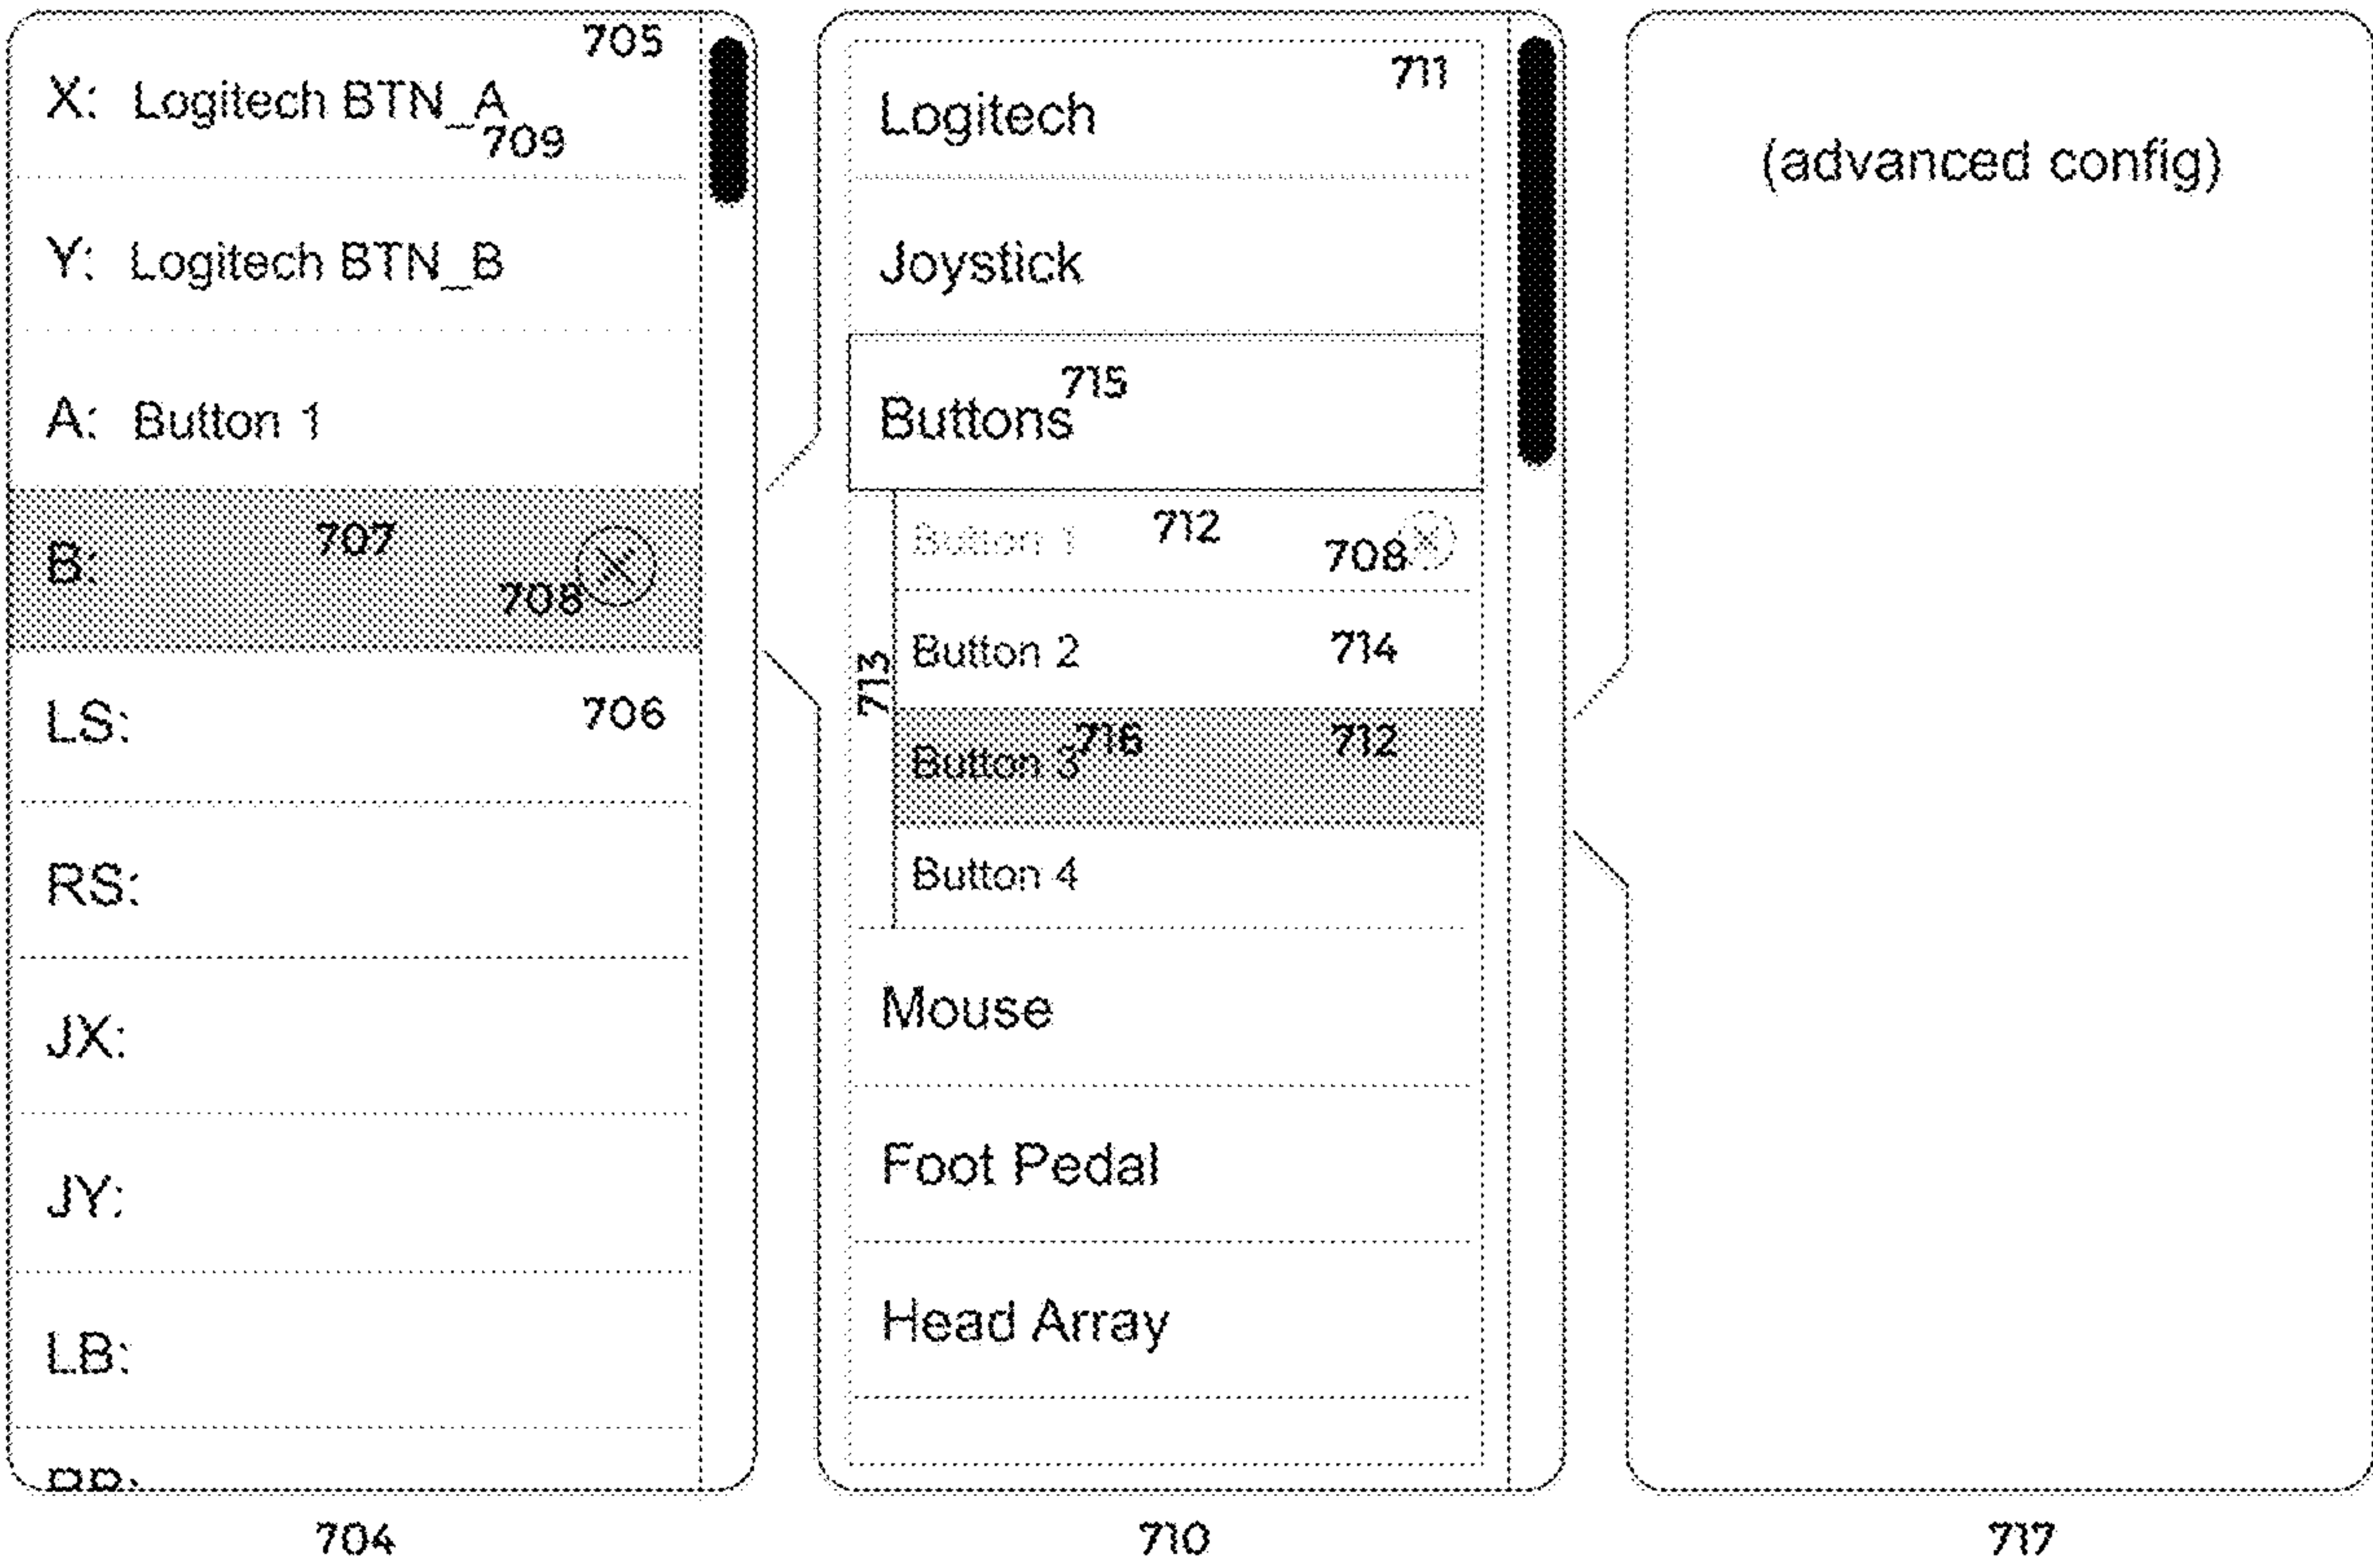 705
X: Logitech BTN_A
709
Y: Logitech BTN_B
A: Button 1
707
B:
708
LS:
706
RS:
JX:
JY:
LB:
704
711
Logitech
Joystick
715
Buttons
Button 1
712
708
713
Button 2
714
716
712
Button 3
Button 4
Mouse
Foot Pedal
Head Array
710
(advanced config)
717